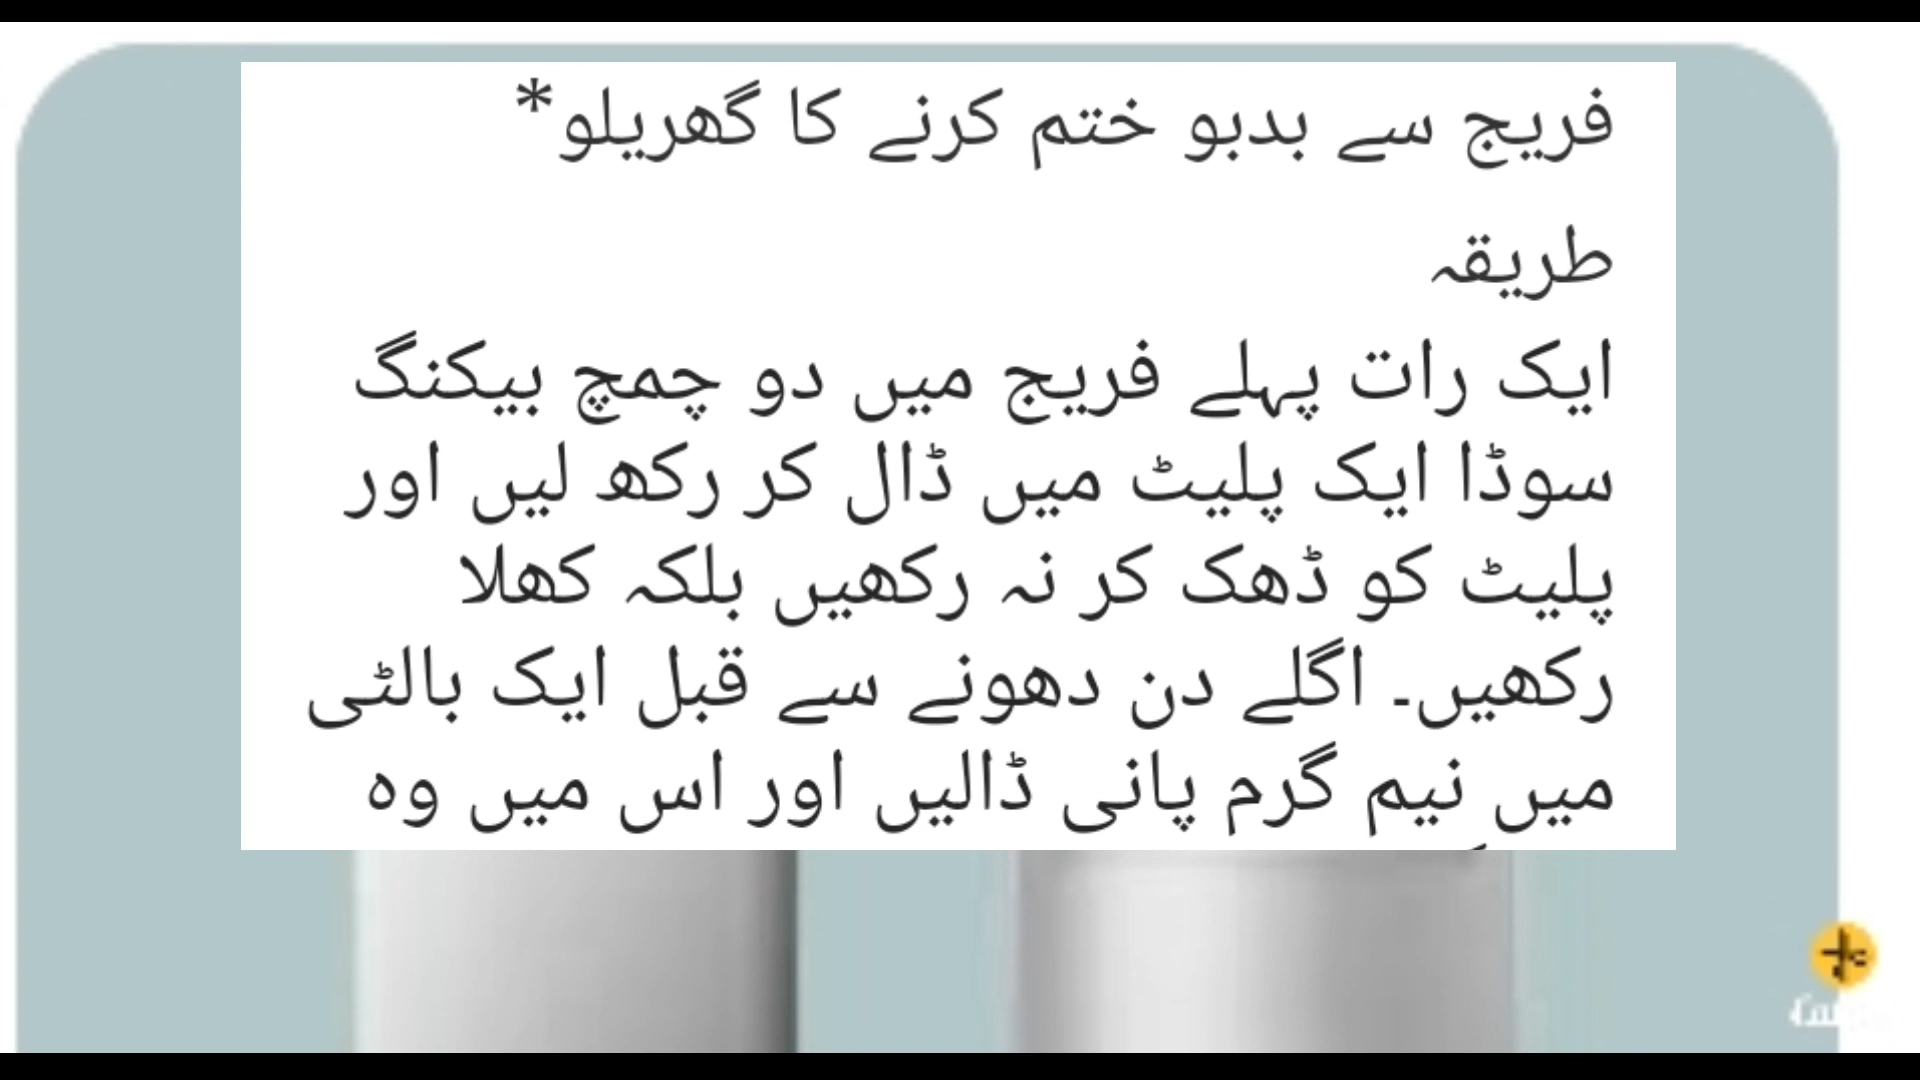 فریج سے بدبو ختم کرنے کا گھریلو*
طریقہ
ایک رات پہلے فریج میں دو چمچ بیکنگ
سوڈا ایک پلیٹ میں ڈال کر رکھ لیں اور
پلیٹ کو ڈھک کر نہ رکھیں بلکہ کھلا
رکھیں۔ اگلے دن دھونے سے قبل ایک بالٹی
میں نیم گرم پانی ڈالیں اور اس میں وہ